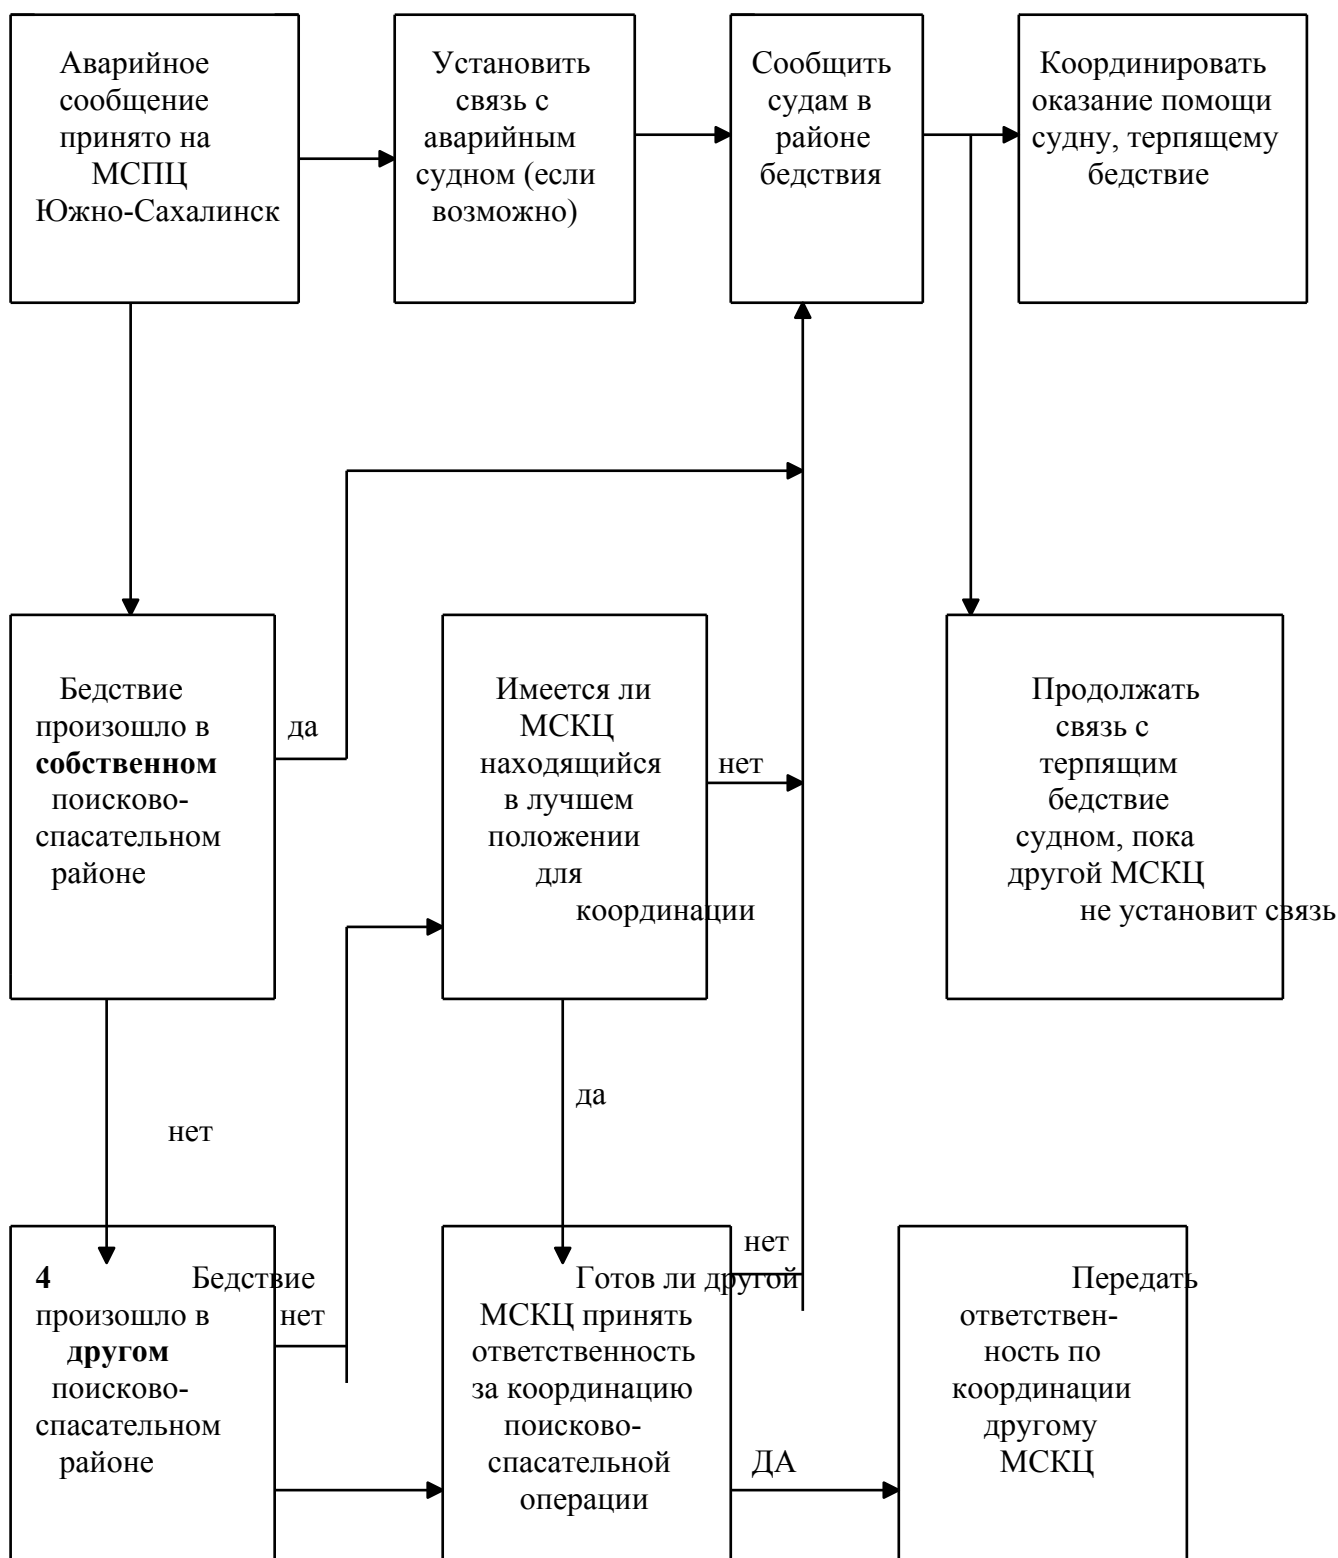 Аварийное
сообщение
принято на
МСПЦ
Южно-Сахалинск
Установить
связь с
аварийным
судном (если
возможно)
Сообщить
судам в
районе
бедствия
Координировать
оказание помощи
судну, терпящему
бедствие
Бедствие
произошло в
собственном
поисково-
спасательном
районе
да
Имеется ли
МСКЦ
находящийся
в лучшем
положении
для
координации
нет
Продолжать
связь с
терпящим
бедствие
судном, пока
другой МСКЦ
не установит связь
нет
да
4 Бедствие
произошло в
другом
поисково-
спасательном
районе
нет
Готов ли другой
МСКЦ принять
ответственность
за координацию
поисково-
спасательной
операции
нет
ДА
Передать
ответствен-
ность по
координации
другому
МСКЦ